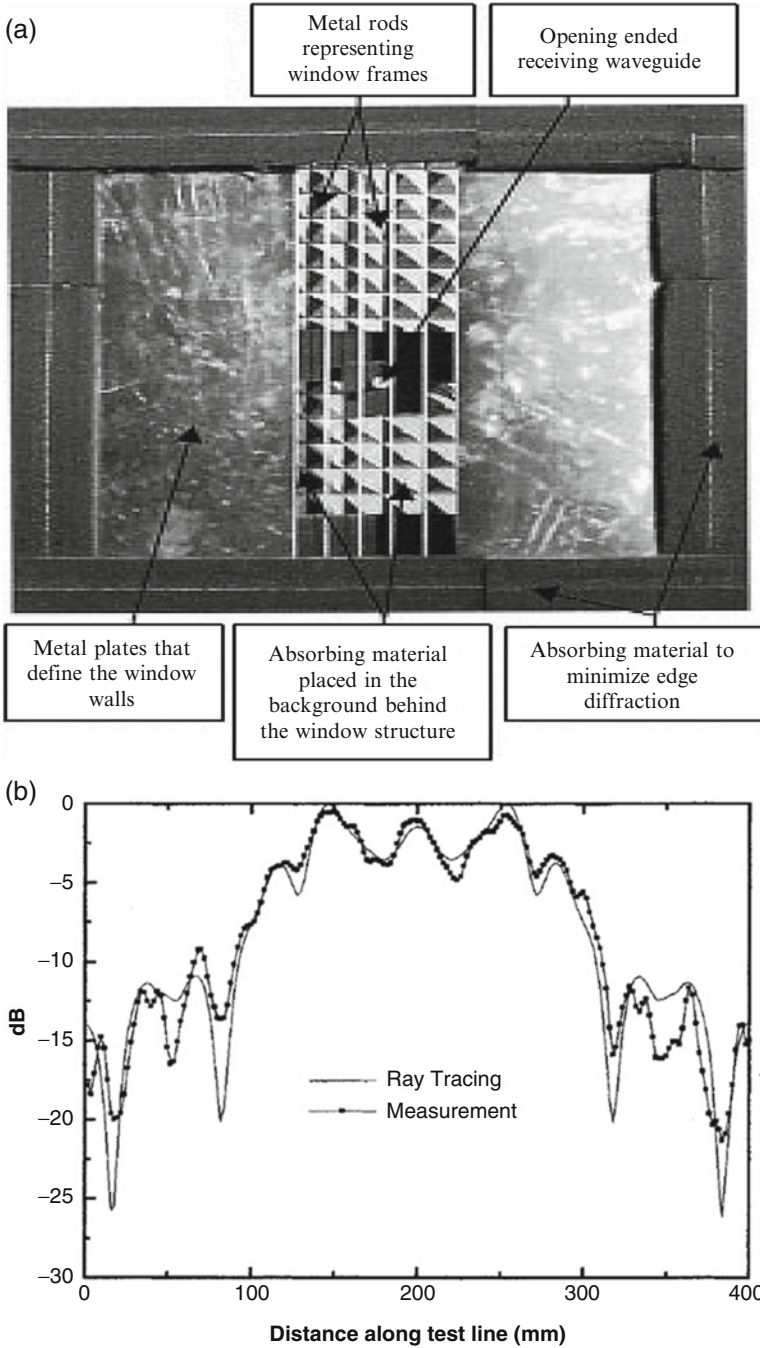 (a)
Metal rods
representing
window frames
Opening ended
receiving waveguide
Metal plates that
define the window
walls
Absorbing material
placed in the
background behind
the window structure
Absorbing material to
minimize edge
diffraction
(b)
0
−5
−10
−15
−20
−25
−30
dB
Ray Tracing
Measurement
0
100
200
300
400
Distance along test line (mm)